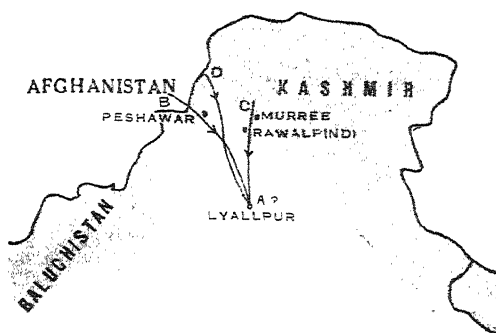 D
KASHMIR
AFGHANISTAN
B
C
PESHAWAR
MURREE
RAWALPINDI
A ?
LYALLPUR
BALUCHISTAN